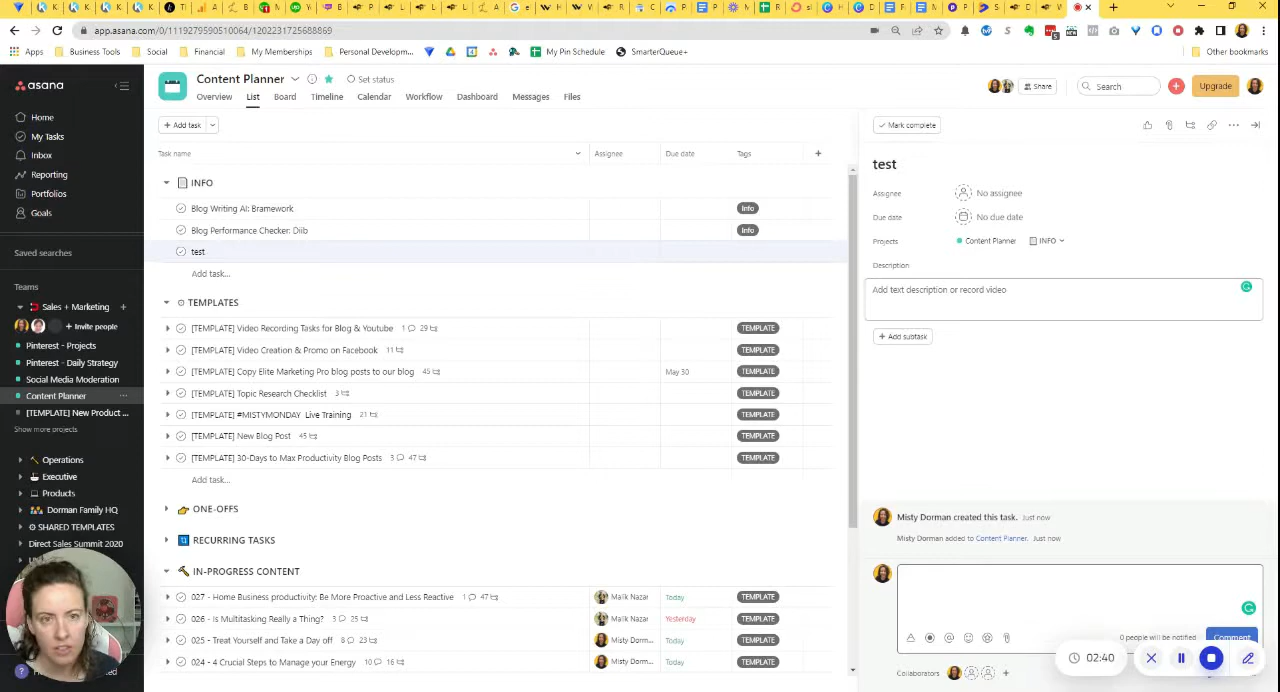 app.asana.com/0/1119279590510064/1203231725688869
Apps
Business Tools
Social
Financial
My Memberships
Personal Developm...
My Pin Schedule
SmarterQueue+
Other bookmarks
asana
Home
My Tasks
Inbox
Reporting
Portfolios
Goals
Saved searches
Teams
Sales + Marketing
Invite people
Pinterest - Projects
Pinterest - Daily Strategy
Social Media Moderation
Content Planner
[TEMPLATE] New Product ...
Show more projects
Operations
Executive
Products
Dorman Family HQ
SHARED TEMPLATES
Direct Sales Summit 2020
Content Planner
Set status
Overview List Board Timeline Calendar Workflow Dashboard Messages Files
Share
Search
Upgrade
+ Add task
Task name Assignee Due date Tags
INFO
Blog Writing AI: Bramework Info
Blog Performance Checker: Diib Info
test
Add task...
TEMPLATES
[TEMPLATE] Video Recording Tasks for Blog & Youtube 1 29 TEMPLATE
[TEMPLATE] Video Creation & Promo on Facebook 11 TEMPLATE
[TEMPLATE] Copy Elite Marketing Pro blog posts to our blog 45 May 30 TEMPLATE
[TEMPLATE] Topic Research Checklist 3 TEMPLATE
[TEMPLATE] #MISTYMONDAY Live Training 21 TEMPLATE
[TEMPLATE] New Blog Post 45 TEMPLATE
[TEMPLATE] 30-Days to Max Productivity Blog Posts 3 47 TEMPLATE
Add task...
ONE-OFFS
RECURRING TASKS
IN-PROGRESS CONTENT
027 - Home Business productivity: Be More Proactive and Less Reactive 1 47 Malik Nazar Today TEMPLATE
026 - Is Multitasking Really a Thing? 3 25 Malik Nazar Yesterday TEMPLATE
025 - Treat Yourself and Take a Day off 8 23 Misty Dorm... Today TEMPLATE
024 - 4 Crucial Steps to Manage your Energy 10 16 Misty Dorm... Today TEMPLATE
Mark complete
test
Assignee No assignee
Due date No due date
Projects Content Planner INFO
Description
Add text description or record video
+ Add subtask
Misty Dorman created this task. Just now
Misty Dorman added to Content Planner. Just now
0 people will be notified
Comment
02:40
Collaborators